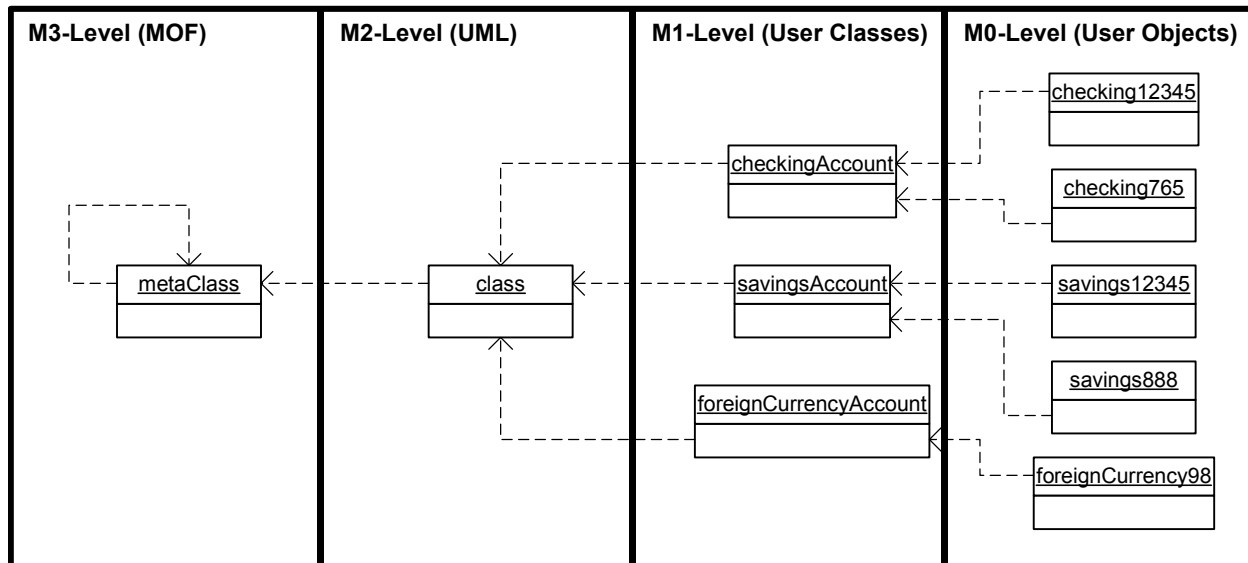 M3-Level (MOF)
M2-Level (UML)
M1-Level (User Classes)
M0-Level (User Objects)
checking12345
checkingAccount
checking765
metaClass
class
savingsAccount
savings12345
savings888
foreignCurrencyAccount
foreignCurrency98